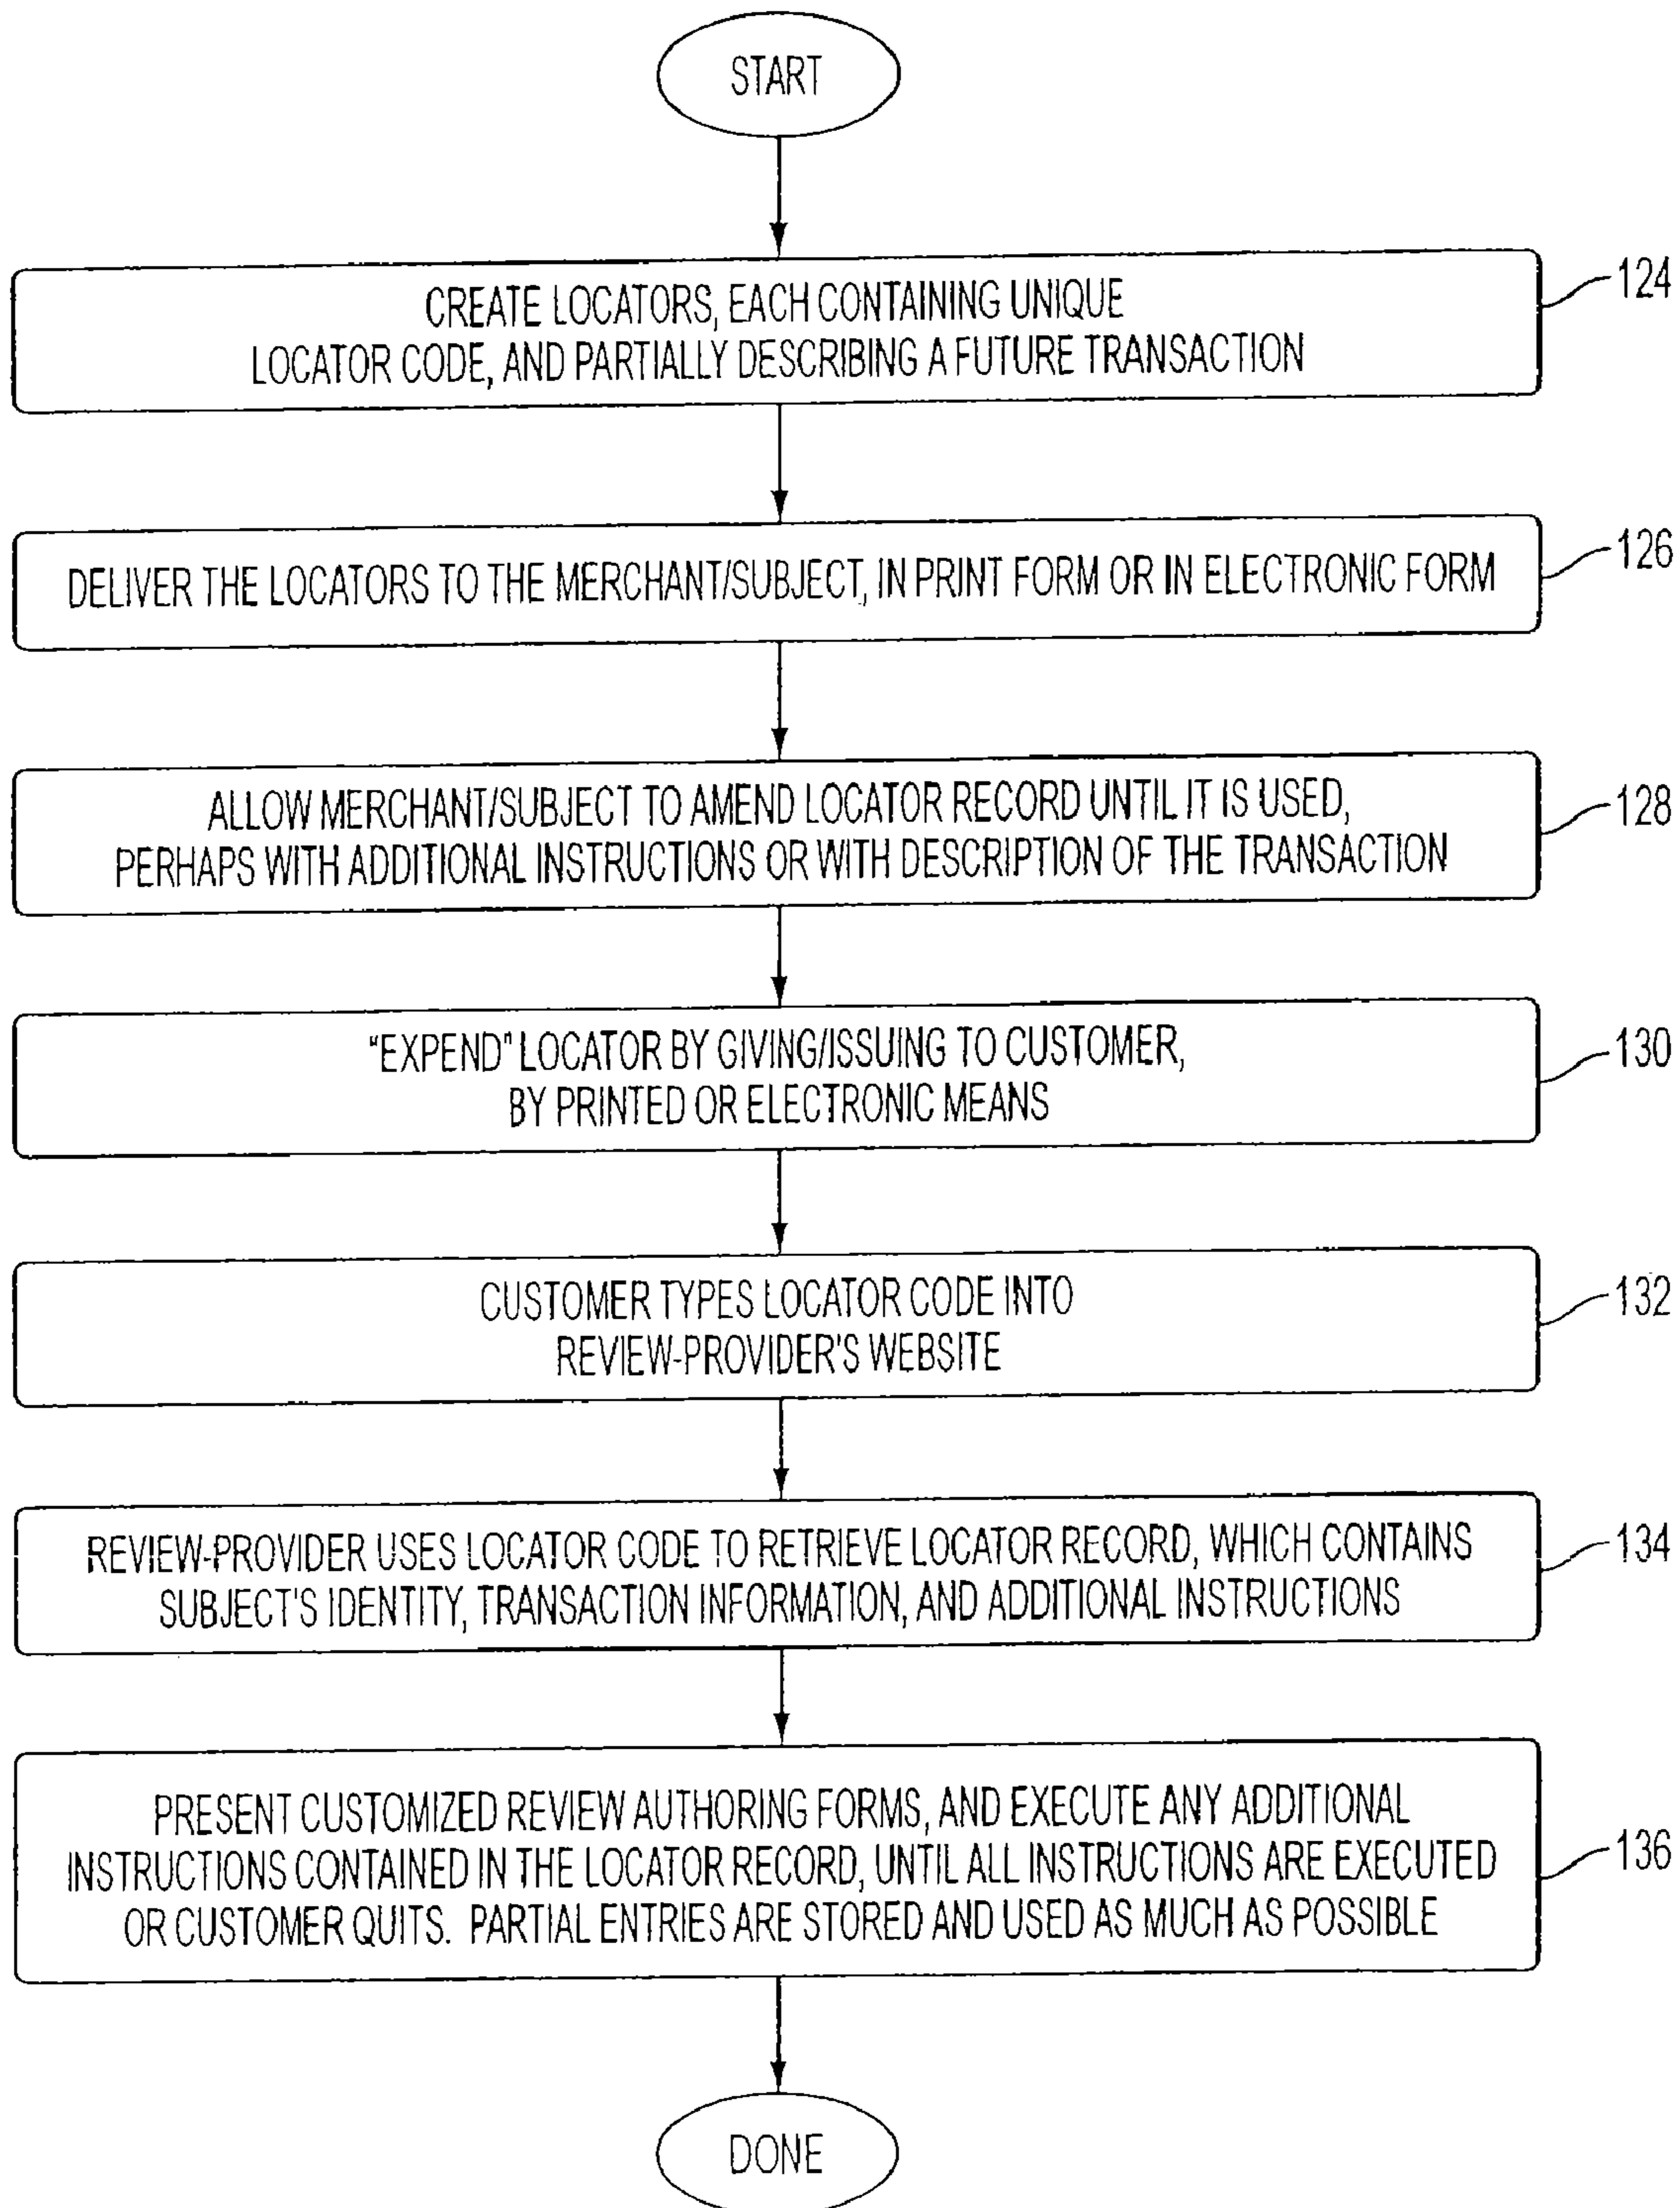 START
CREATE LOCATORS, EACH CONTAINING UNIQUE
LOCATOR CODE, AND PARTIALLY DESCRIBING A FUTURE TRANSACTION
124
DELIVER THE LOCATORS TO THE MERCHANT/SUBJECT, IN PRINT FORM OR IN ELECTRONIC FORM
126
ALLOW MERCHANT/SUBJECT TO AMEND LOCATOR RECORD UNTIL IT IS USED,
PERHAPS WITH ADDITIONAL INSTRUCTIONS OR WITH DESCRIPTION OF THE TRANSACTION
128
"EXPEND" LOCATOR BY GIVING/ISSUING TO CUSTOMER,
BY PRINTED OR ELECTRONIC MEANS
130
CUSTOMER TYPES LOCATOR CODE INTO
REVIEW-PROVIDER'S WEBSITE
132
REVIEW-PROVIDER USES LOCATOR CODE TO RETRIEVE LOCATOR RECORD, WHICH CONTAINS
SUBJECT'S IDENTITY, TRANSACTION INFORMATION, AND ADDITIONAL INSTRUCTIONS
134
PRESENT CUSTOMIZED REVIEW AUTHORING FORMS, AND EXECUTE ANY ADDITIONAL
INSTRUCTIONS CONTAINED IN THE LOCATOR RECORD, UNTIL ALL INSTRUCTIONS ARE EXECUTED
OR CUSTOMER QUITS. PARTIAL ENTRIES ARE STORED AND USED AS MUCH AS POSSIBLE
136
DONE